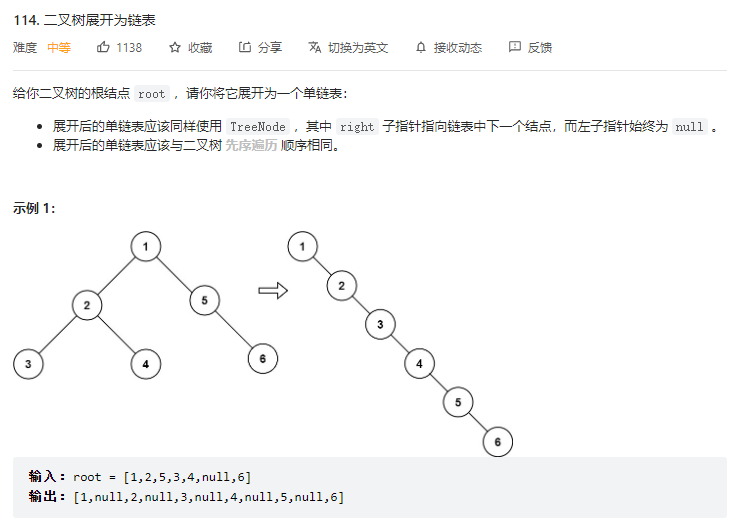 114. 二叉树展开为链表
难度 中等 1138 收藏 分享 切换为英文 接收动态 反馈
给你二叉树的根结点 root ，请你将它展开为一个单链表：
展开后的单链表应该同样使用 TreeNode ，其中 right 子指针指向链表中下一个结点，而左子指针始终为 null 。
展开后的单链表应该与二叉树 先序遍历 顺序相同。
示例 1：
1 1
2 5 2
3 4 6 3
4
5
6
输入：root = [1,2,5,3,4,null,6]
输出：[1,null,2,null,3,null,4,null,5,null,6]